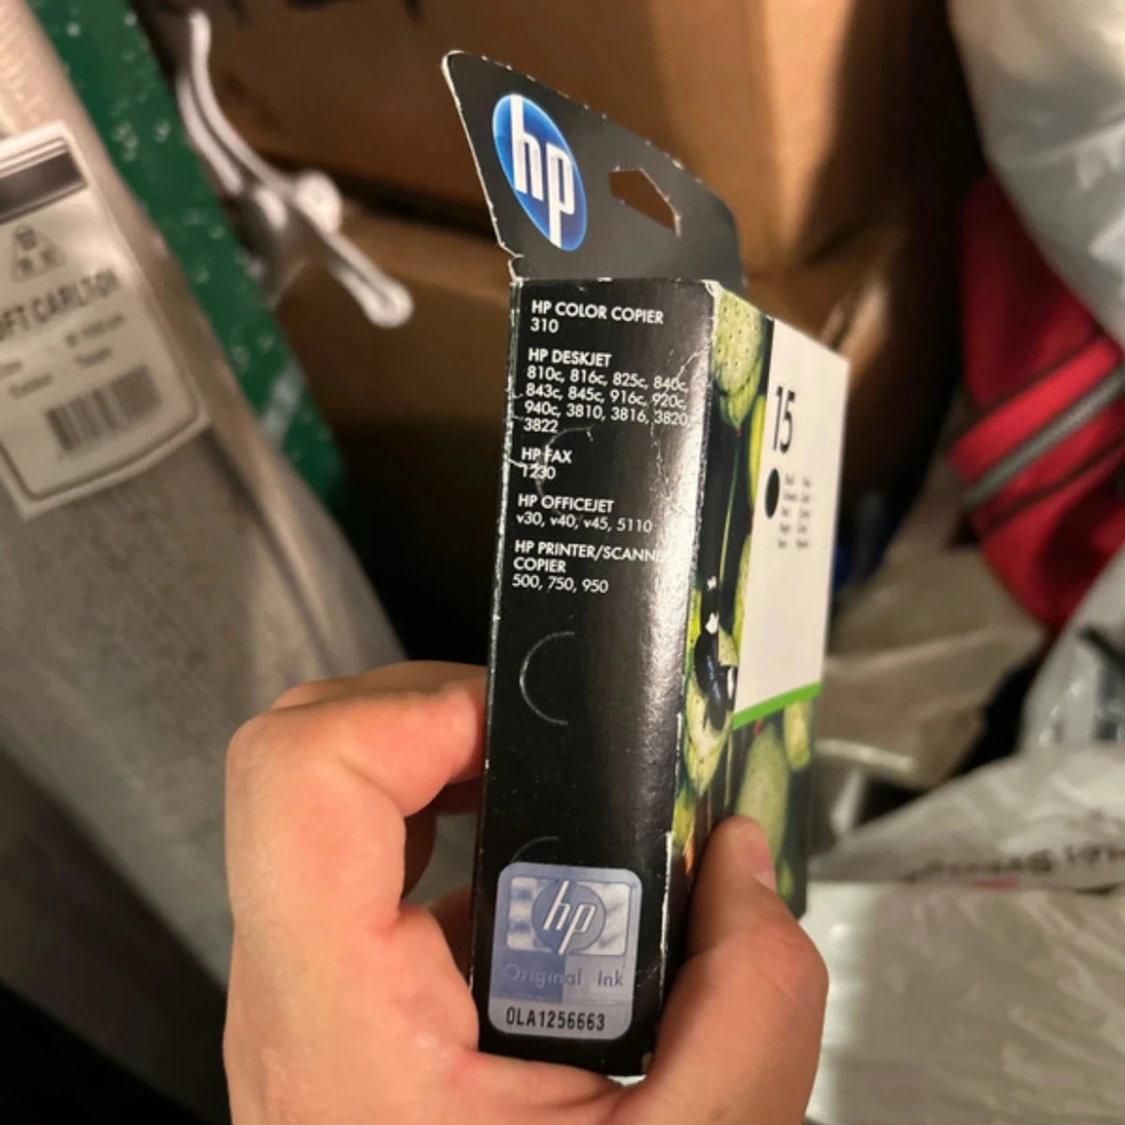 hp
HP COLOR COPIER
310
HP DESKJET
810c, 816c, 825c, 840c,
843c, 845c, 916c, 920c,
940c, 3810, 3816, 3820,
3822
HP FAX
1230
HP OFFICEJET
v30, v40, v45, 5110
HP PRINTER/SCANNE
COPIER
500, 750, 950
hp
Original Ink
0LA1256663
15
CARLTON